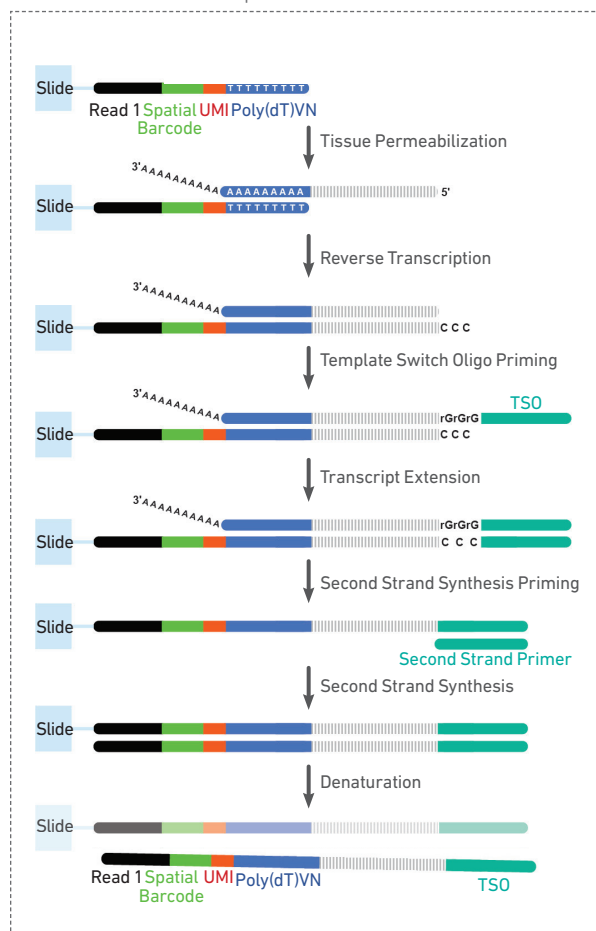 Slide
TTTTTTTTT
Read 1 Spatial Barcode UMI Poly(dT)VN
Tissue Permeabilization
3'AAAAAAAAA
AAAAAAAAA
5'
Slide
TTTTTTTTT
Reverse Transcription
3'AAAAAAAAA
Slide
CCC
Template Switch Oligo Priming
3'AAAAAAAAA
TSO
rGrGrG
Slide
CCC
Transcript Extension
3'AAAAAAAAA
rGrGrG
Slide
C C C
Second Strand Synthesis Priming
Slide
Second Strand Primer
Second Strand Synthesis
Slide
Denaturation
Slide
Read 1 Spatial Barcode UMI Poly(dT)VN
TSO